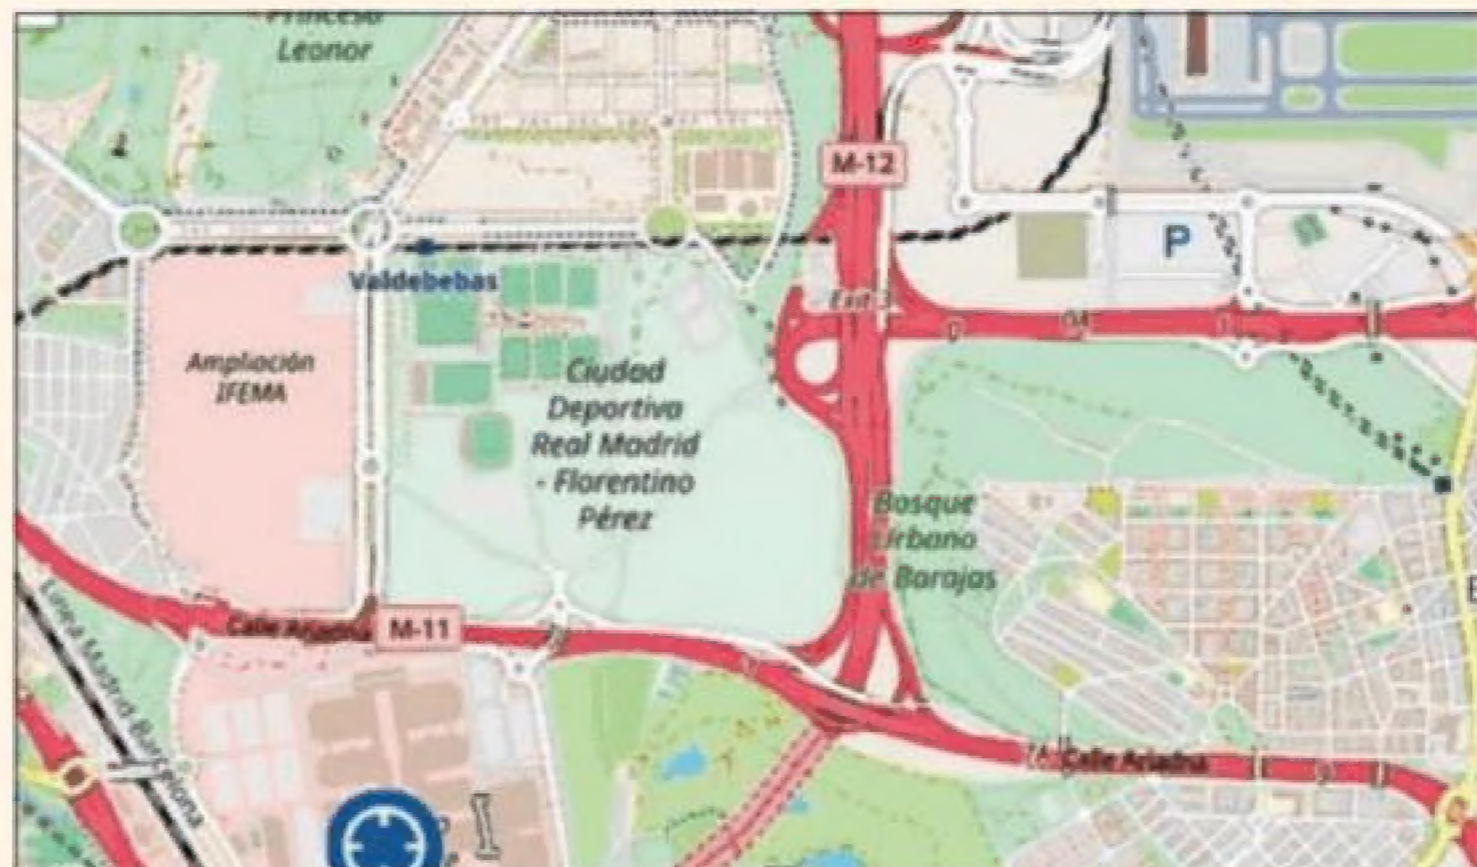 Princesa
Leonor
M-12
P
Valdebebas
Exit 3
Ampliación
IFEMA
Ciudad
Deportiva
Real Madrid
- Florentino
Pérez
Bosque
Urbano
de Barajas
Calle Ariadna
M-11
Línea Madrid Barcelona
Calle Ariadna